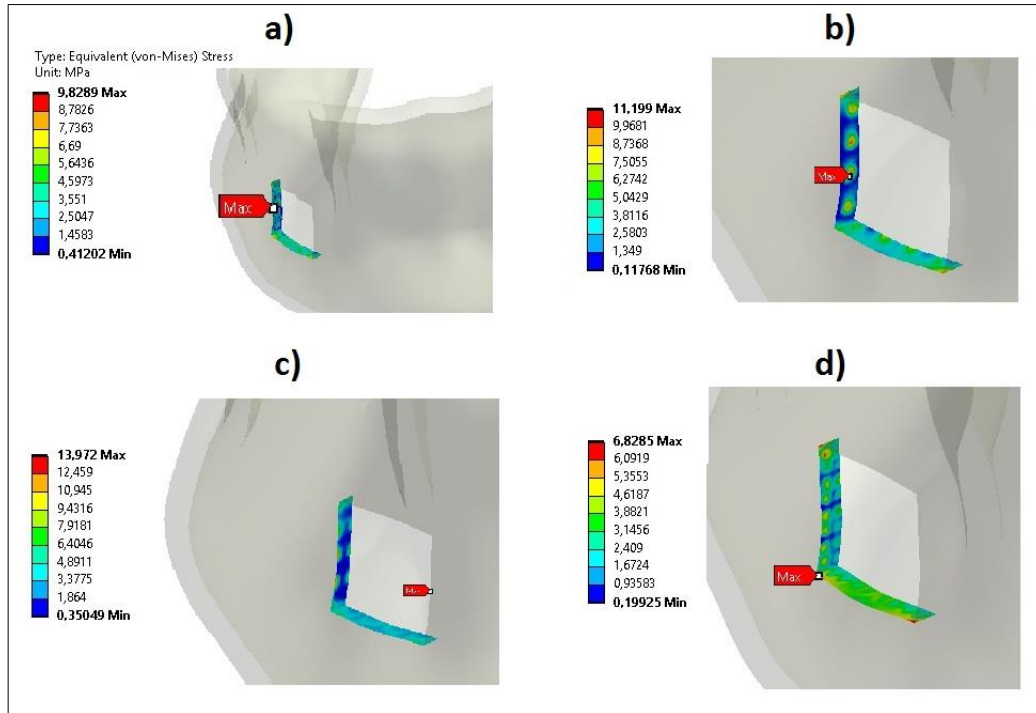 a)
Type: Equivalent (von-Mises) Stress
Unit: MPa
9,8289 Max
8,7826
7,7363
6,69
5,6436
4,5973
3,551
2,5047
1,4583
0,41202 Min
Max
b)
11,199 Max
9,9681
8,7368
7,5055
6,2742
5,0429
3,8116
2,5803
1,349
0,11768 Min
Max
c)
13,972 Max
12,459
10,945
9,4316
7,9181
6,4046
4,8911
3,3775
1,864
0,35049 Min
Max
d)
6,8285 Max
6,0919
5,3553
4,6187
3,8821
3,1456
2,409
1,6724
0,93583
0,19925 Min
Max